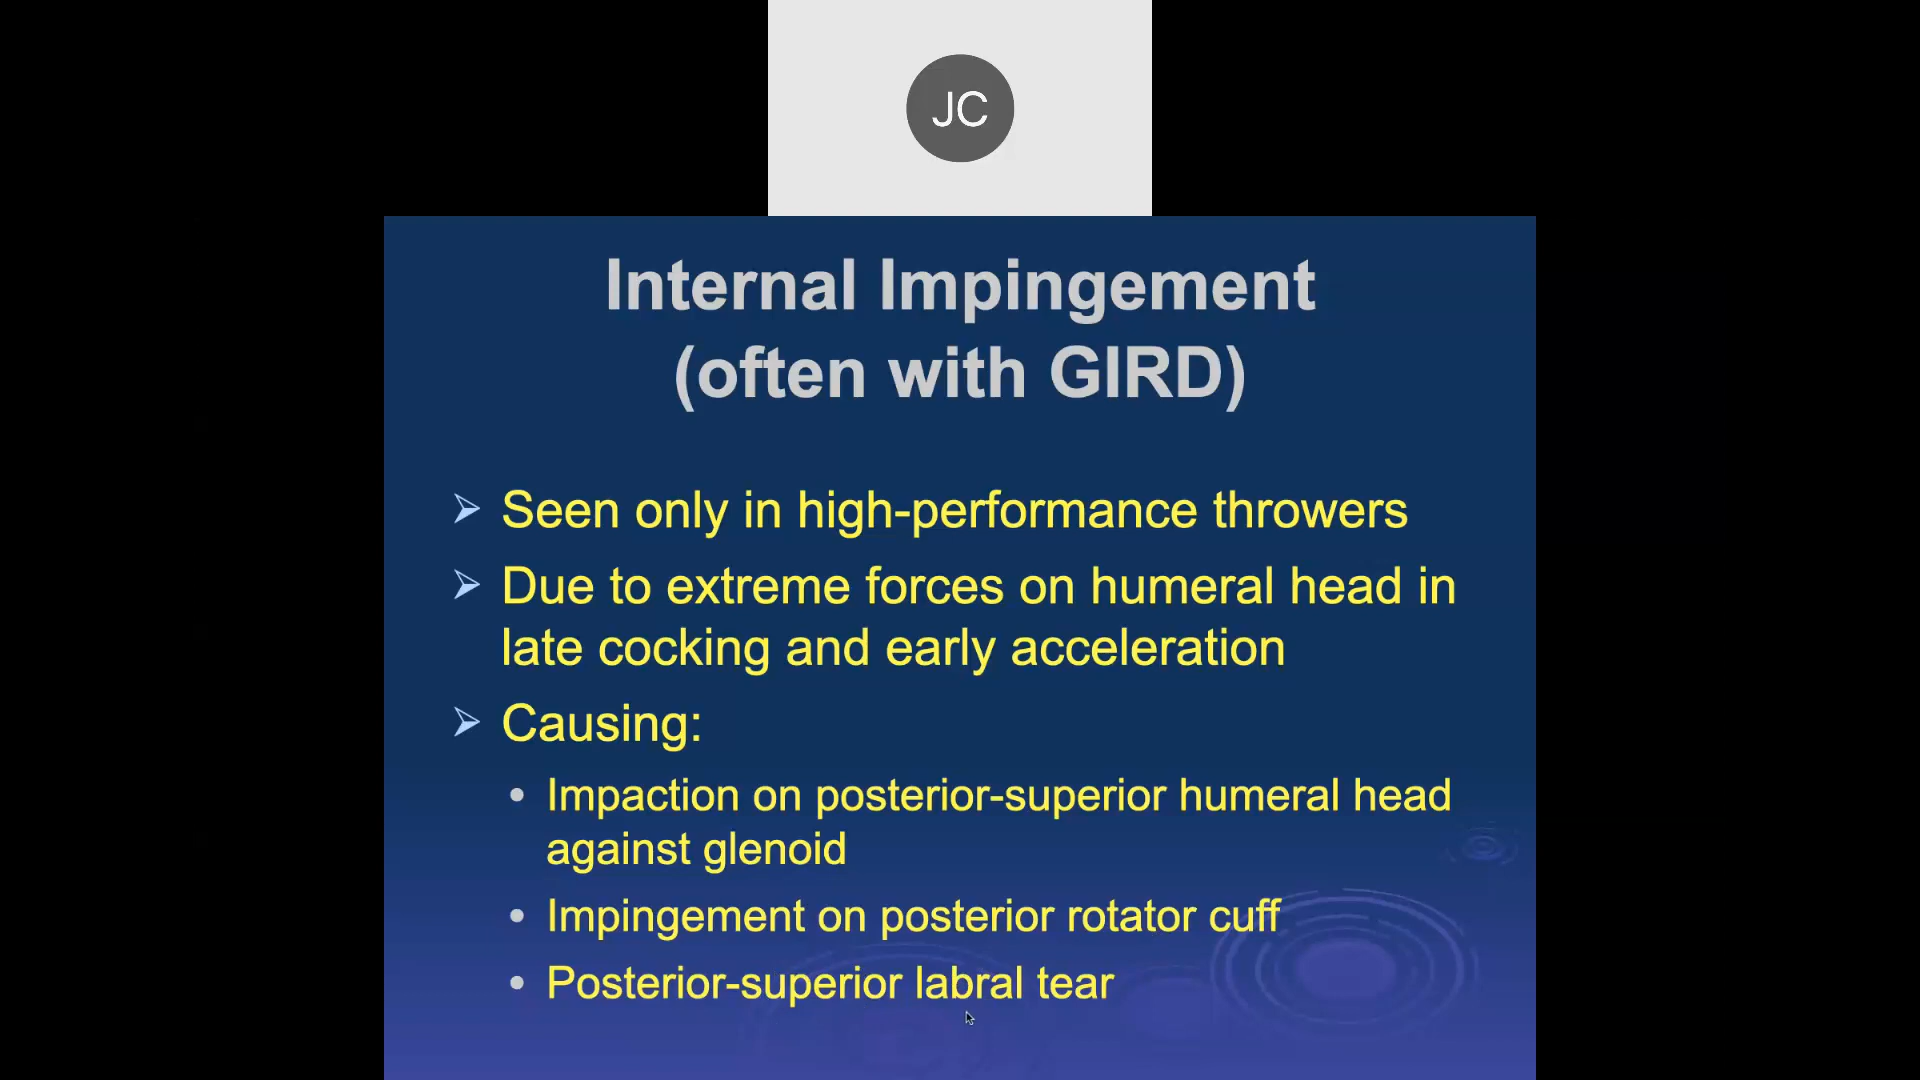 JC
Internal Impingement
(often with GIRD)
➢ Seen only in high-performance throwers
➢ Due to extreme forces on humeral head in
late cocking and early acceleration
➢ Causing:
• Impaction on posterior-superior humeral head
against glenoid
• Impingement on posterior rotator cuff
• Posterior-superior labral tear